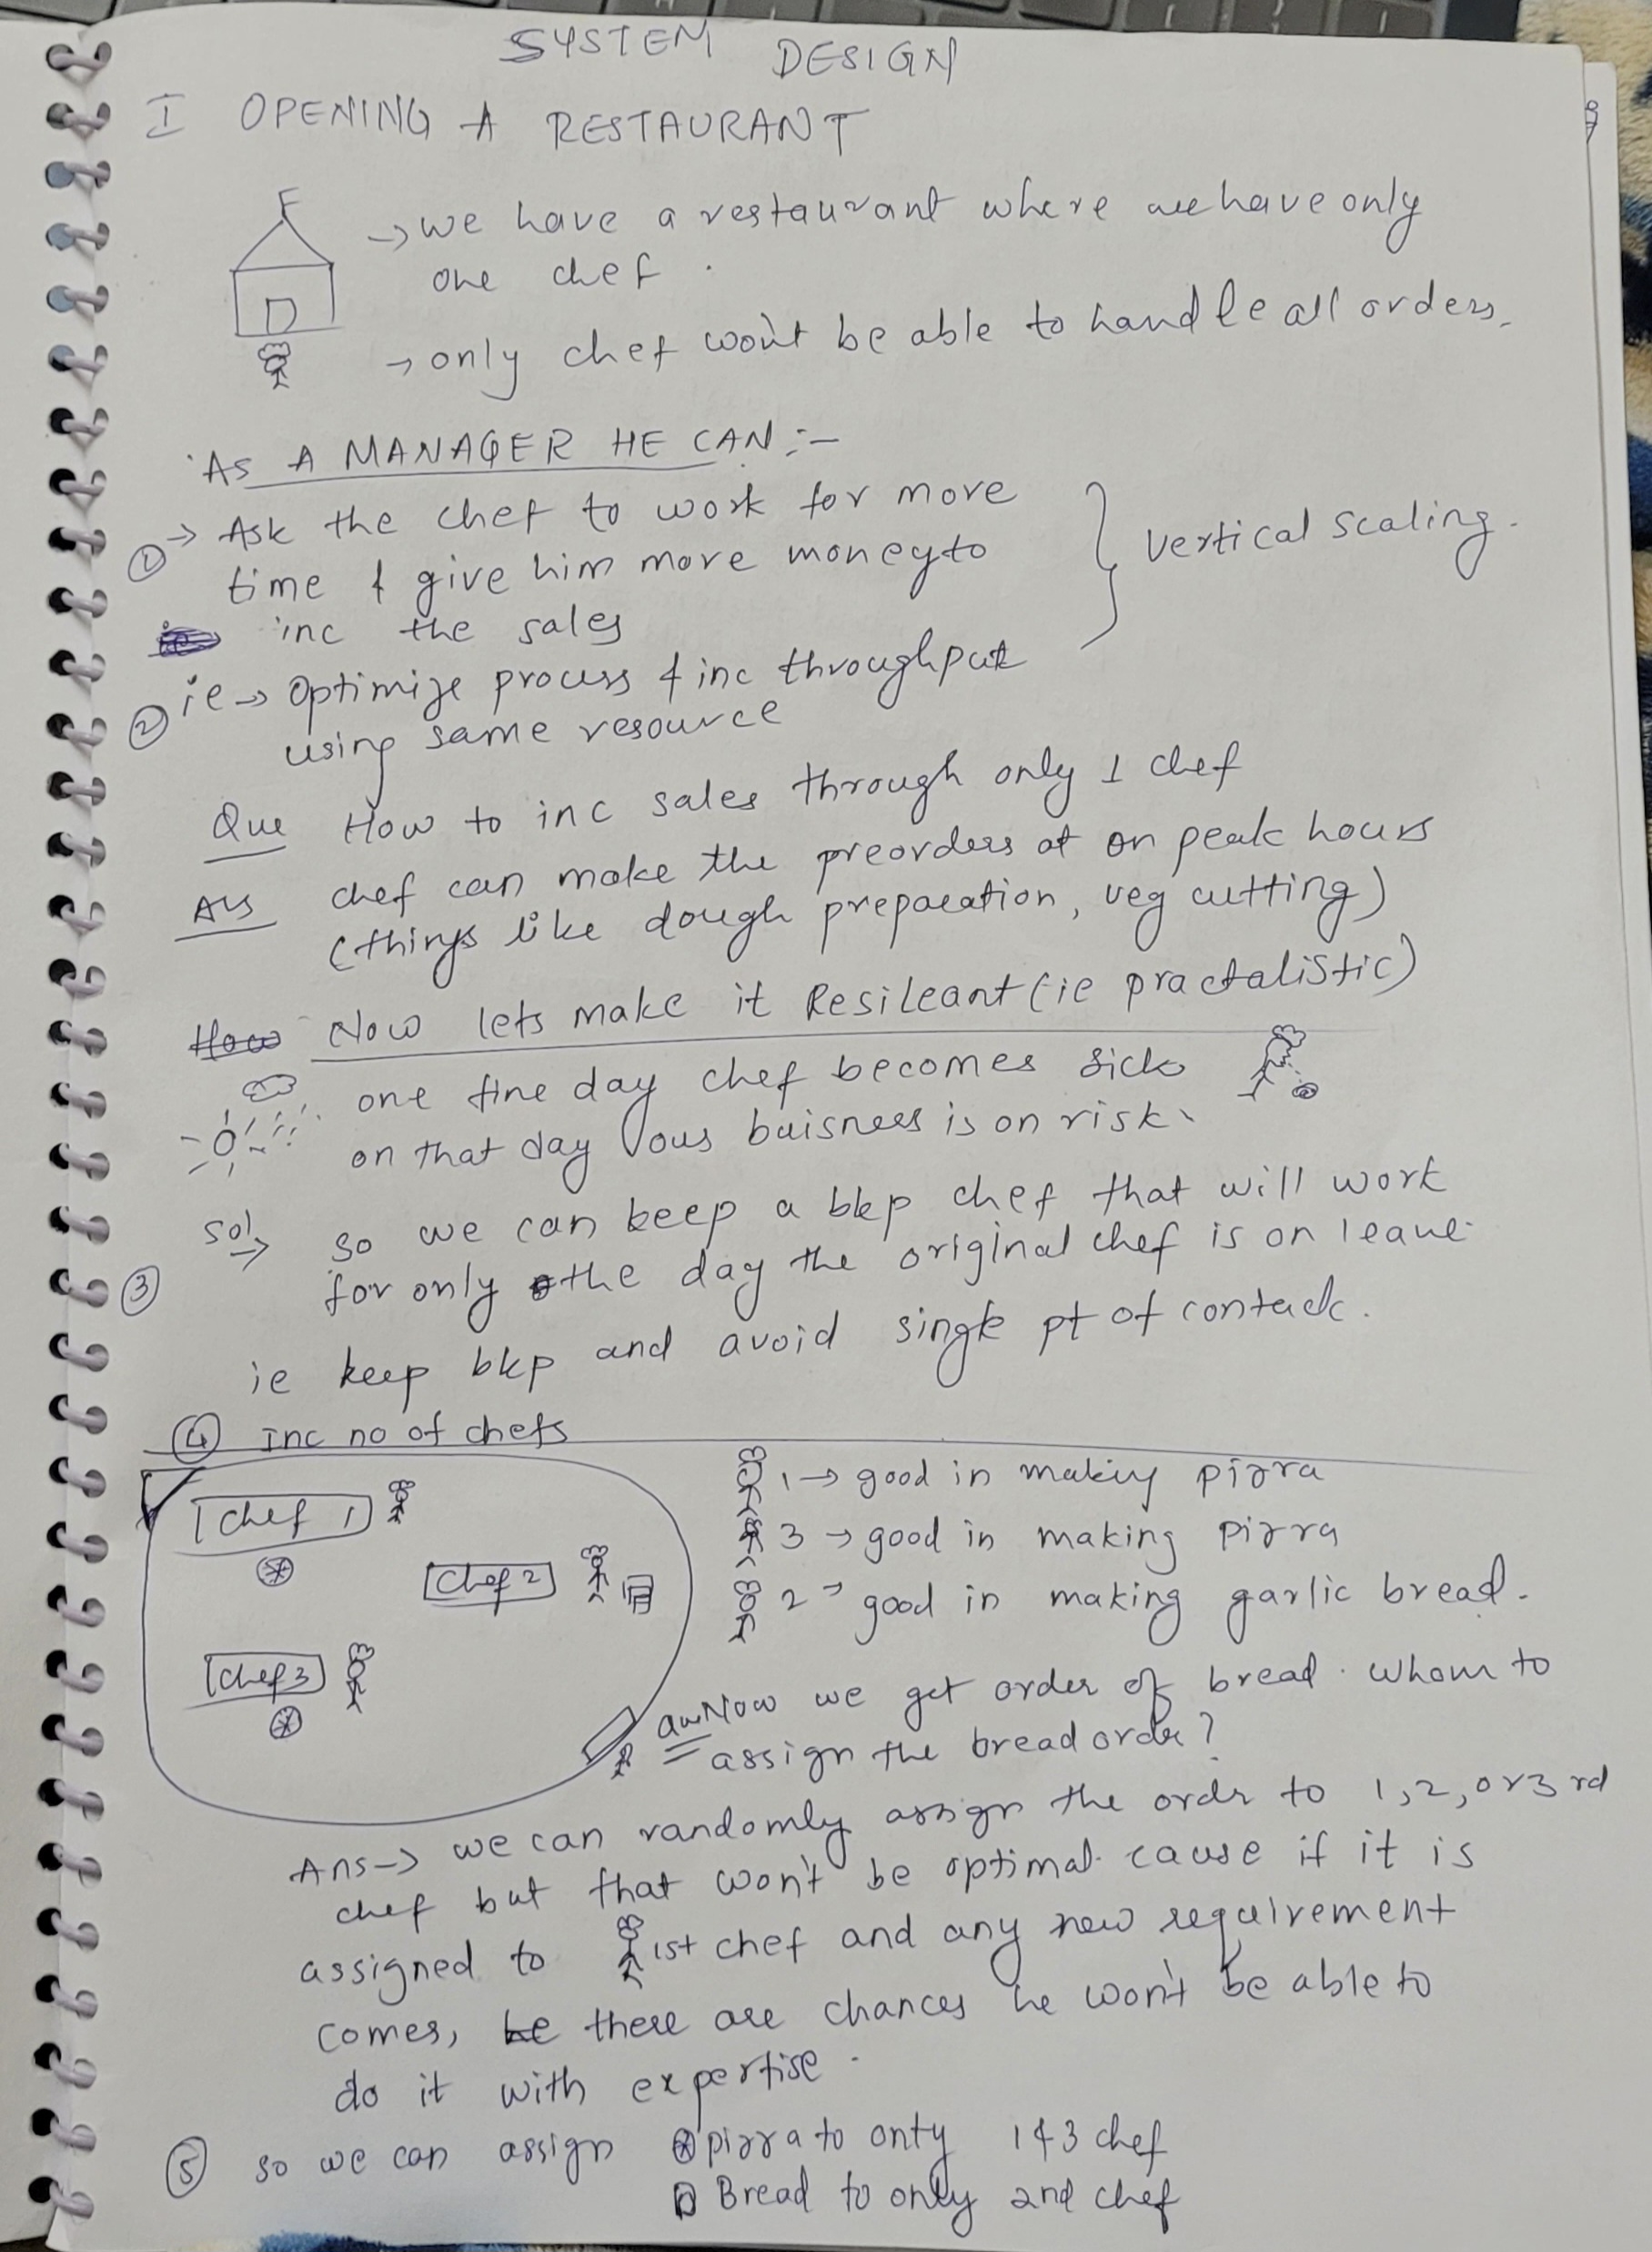 SYSTEM DESIGN
I OPENING A RESTAURANT
→ we have a restaurant where we have only
one chef.
→ only chef won't be able to handle all orders.
As A MANAGER HE CAN :-
① → Ask the chef to work for more
time & give him more money to
inc the sales
Vertical scaling.
② ie → Optimize process & inc throughput
using same resource
Que How to inc sales through only 1 chef
Ans chef can make the preorders at on peak hours
(things like dough preparation, veg cutting)
How Now lets make it Resileant (ie practalistic)
one fine day chef becomes sick
on that day ous buisness is on risk.
sol→ so we can keep a bkp chef that will work
③ for only the day the original chef is on leave.
ie keep bkp and avoid single pt of contack.
④ Inc no of chefs
chef 1
chef 2
chef 3
1 → good in making pizza
3 → good in making pizza
2 → good in making garlic bread.
Now we get order of bread. Whom to
assign the bread order?
Ans → we can randomly assign the order to 1, 2, or 3 rd
chef but that won't be optimal cause if it is
assigned to 1st chef and any new requirement
comes, he there are chances he won't be able to
do it with expertise.
⑤ so we can assign pizza to only 1 & 3 chef
Bread to only 2nd chef